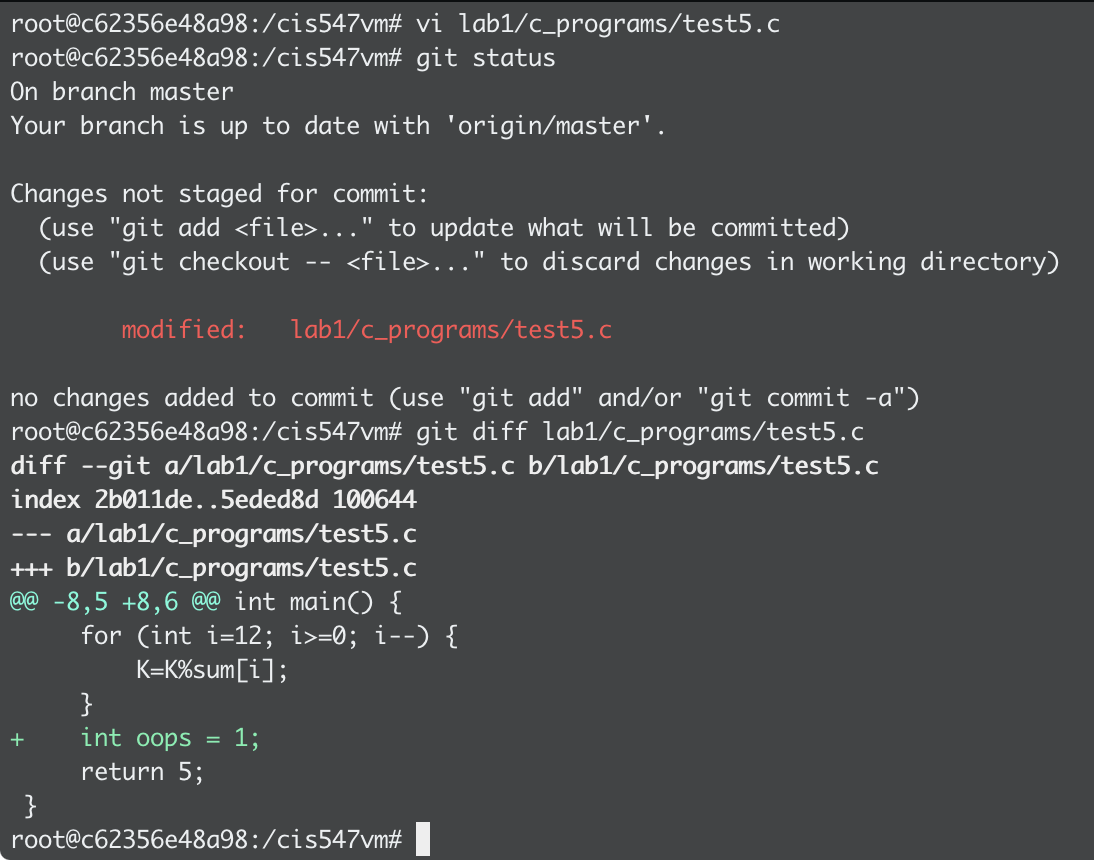 root@c62356e48a98:/cis547vm# vi lab1/c_programs/test5.c
root@c62356e48a98:/cis547vm# git status
On branch master
Your branch is up to date with 'origin/master'.

Changes not staged for commit:
  (use "git add <file>..." to update what will be committed)
  (use "git checkout -- <file>..." to discard changes in working directory)

        modified:   lab1/c_programs/test5.c

no changes added to commit (use "git add" and/or "git commit -a")
root@c62356e48a98:/cis547vm# git diff lab1/c_programs/test5.c
diff --git a/lab1/c_programs/test5.c b/lab1/c_programs/test5.c
index 2b011de..5eded8d 100644
--- a/lab1/c_programs/test5.c
+++ b/lab1/c_programs/test5.c
@@ -8,5 +8,6 @@ int main() {
     for (int i=12; i>=0; i--) {
         K=K%sum[i];
     }
+    int oops = 1;
     return 5;
 }
root@c62356e48a98:/cis547vm#